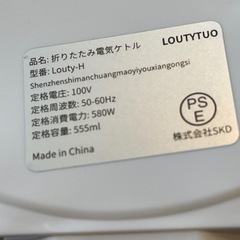 品名: 折りたたみ電気ケトル
LOUTYTUO
型番: Louty-H
Shenzhenshimanchuangmaoyiyouxiangongsi
定格電圧: 100V
定格周波数: 50-60Hz
定格消費電力: 580W
容量: 555ml
PSE
株式会社SKD
Made in China